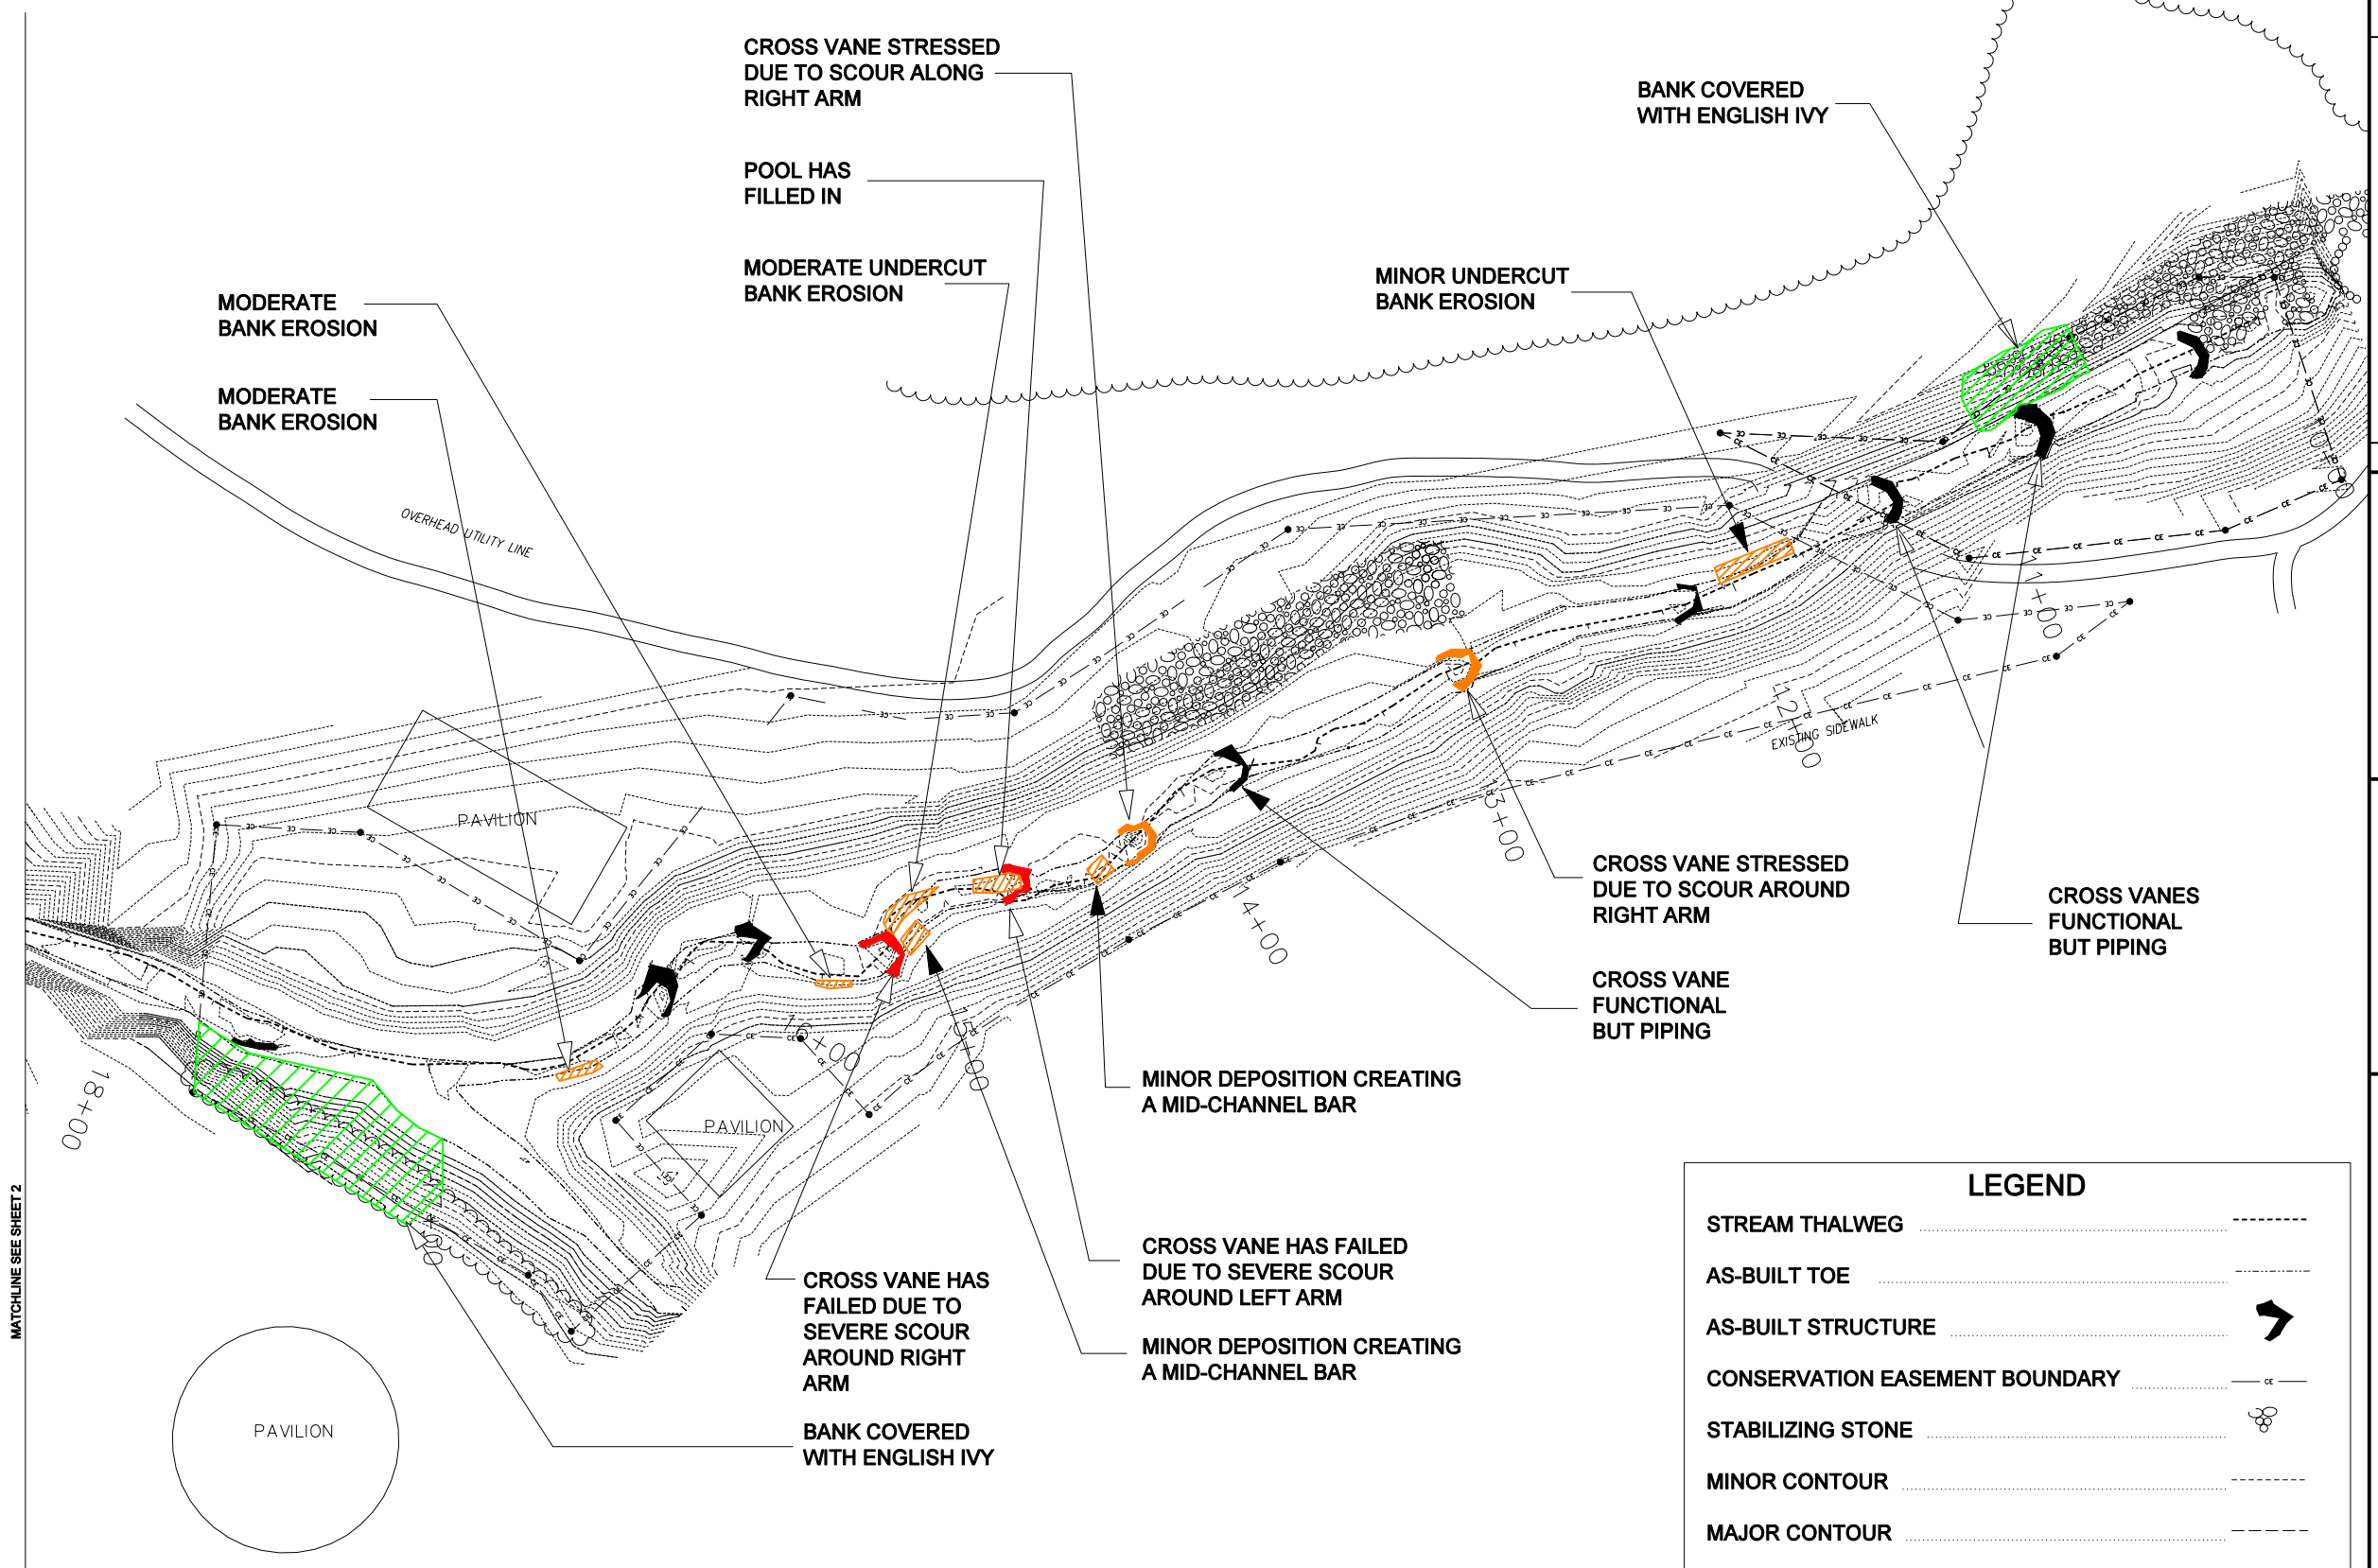 CROSS VANE STRESSED
DUE TO SCOUR ALONG
RIGHT ARM
POOL HAS
FILLED IN
MODERATE UNDERCUT
BANK EROSION
MODERATE
BANK EROSION
MODERATE
BANK EROSION
BANK COVERED
WITH ENGLISH IVY
MINOR UNDERCUT
BANK EROSION
OVERHEAD UTILITY LINE
PAVILION
PAVILION
PAVILION
EXISTING SIDEWALK
11+00
12+00
13+00
14+00
15+00
16+00
18+00
CROSS VANE STRESSED
DUE TO SCOUR AROUND
RIGHT ARM
CROSS VANES
FUNCTIONAL
BUT PIPING
CROSS VANE
FUNCTIONAL
BUT PIPING
MINOR DEPOSITION CREATING
A MID-CHANNEL BAR
CROSS VANE HAS FAILED
DUE TO SEVERE SCOUR
AROUND LEFT ARM
MINOR DEPOSITION CREATING
A MID-CHANNEL BAR
CROSS VANE HAS
FAILED DUE TO
SEVERE SCOUR
AROUND RIGHT
ARM
BANK COVERED
WITH ENGLISH IVY
MATCHLINE SEE SHEET 2
LEGEND
STREAM THALWEG
AS-BUILT TOE
AS-BUILT STRUCTURE
CONSERVATION EASEMENT BOUNDARY
CE
STABILIZING STONE
MINOR CONTOUR
MAJOR CONTOUR